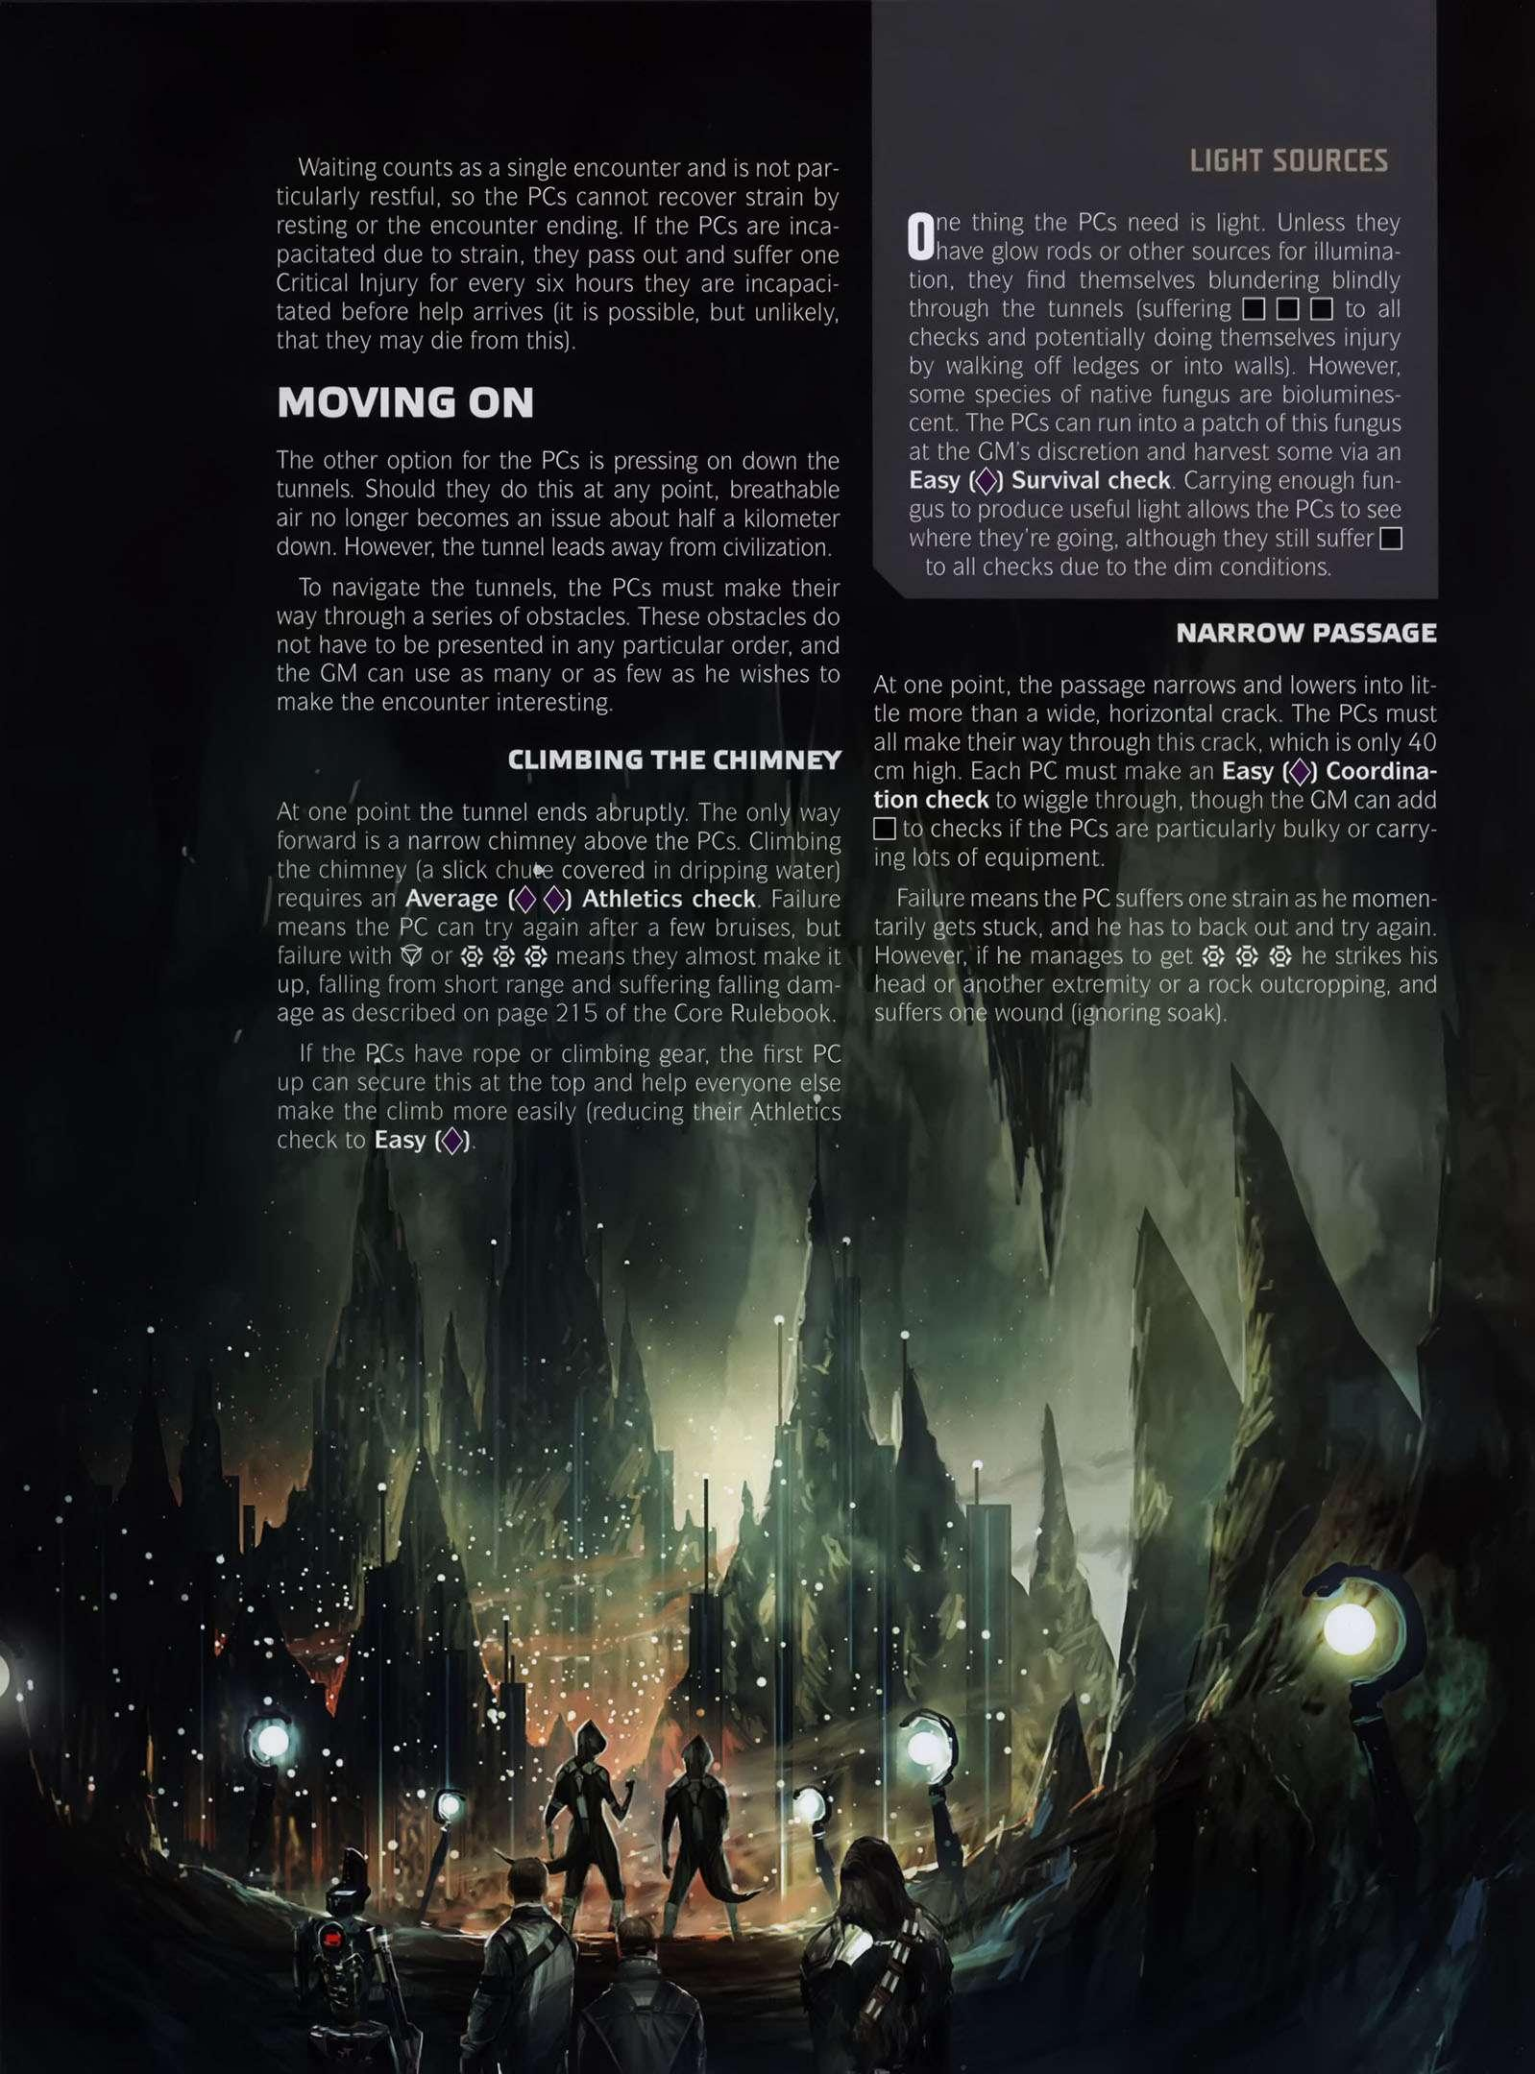 Waiting counts as a single encounter and is not par-
ticularly restful, so the PCs cannot recover strain by
resting or the encounter ending. If the PCs are inca-
pacitated due to strain, they pass out and suffer one
Critical Injury for every six hours they are incapaci-
tated before help arrives (it is possible, but unlikely,
that they may die from this).
MOVING ON
The other option for the PCs is pressing on down the
tunnels. Should they do this at any point, breathable
air no longer becomes an issue about half a kilometer
down. However, the tunnel leads away from civilization.
To navigate the tunnels, the PCs must make their
way through a series of obstacles. These obstacles do
not have to be presented in any particular order, and
the GM can use as many or as few as he wishes to
make the encounter interesting.
CLIMBING THE CHIMNEY
At one point the tunnel ends abruptly. The only way
forward is a narrow chimney above the PCs. Climbing
the chimney (a slick chute covered in dripping water)
requires an Average (◆ ◆) Athletics check. Failure
means the PC can try again after a few bruises, but
failure with or means they almost make it
up, falling from short range and suffering falling dam-
age as described on page 215 of the Core Rulebook.
If the PCs have rope or climbing gear, the first PC
up can secure this at the top and help everyone else
make the climb more easily (reducing their Athletics
check to Easy (◆).
LIGHT SOURCES
One thing the PCs need is light. Unless they
have glow rods or other sources for illumina-
tion, they find themselves blundering blindly
through the tunnels (suffering ■ ■ ■ to all
checks and potentially doing themselves injury
by walking off ledges or into walls). However,
some species of native fungus are biolumines-
cent. The PCs can run into a patch of this fungus
at the GM's discretion and harvest some via an
Easy (◆) Survival check. Carrying enough fun-
gus to produce useful light allows the PCs to see
where they're going, although they still suffer ■
to all checks due to the dim conditions.
NARROW PASSAGE
At one point, the passage narrows and lowers into lit-
tle more than a wide, horizontal crack. The PCs must
all make their way through this crack, which is only 40
cm high. Each PC must make an Easy (◆) Coordina-
tion check to wiggle through, though the GM can add
■ to checks if the PCs are particularly bulky or carry-
ing lots of equipment.
Failure means the PC suffers one strain as he momen-
tarily gets stuck, and he has to back out and try again.
However, if he manages to get he strikes his
head or another extremity or a rock outcropping, and
suffers one wound (ignoring soak).